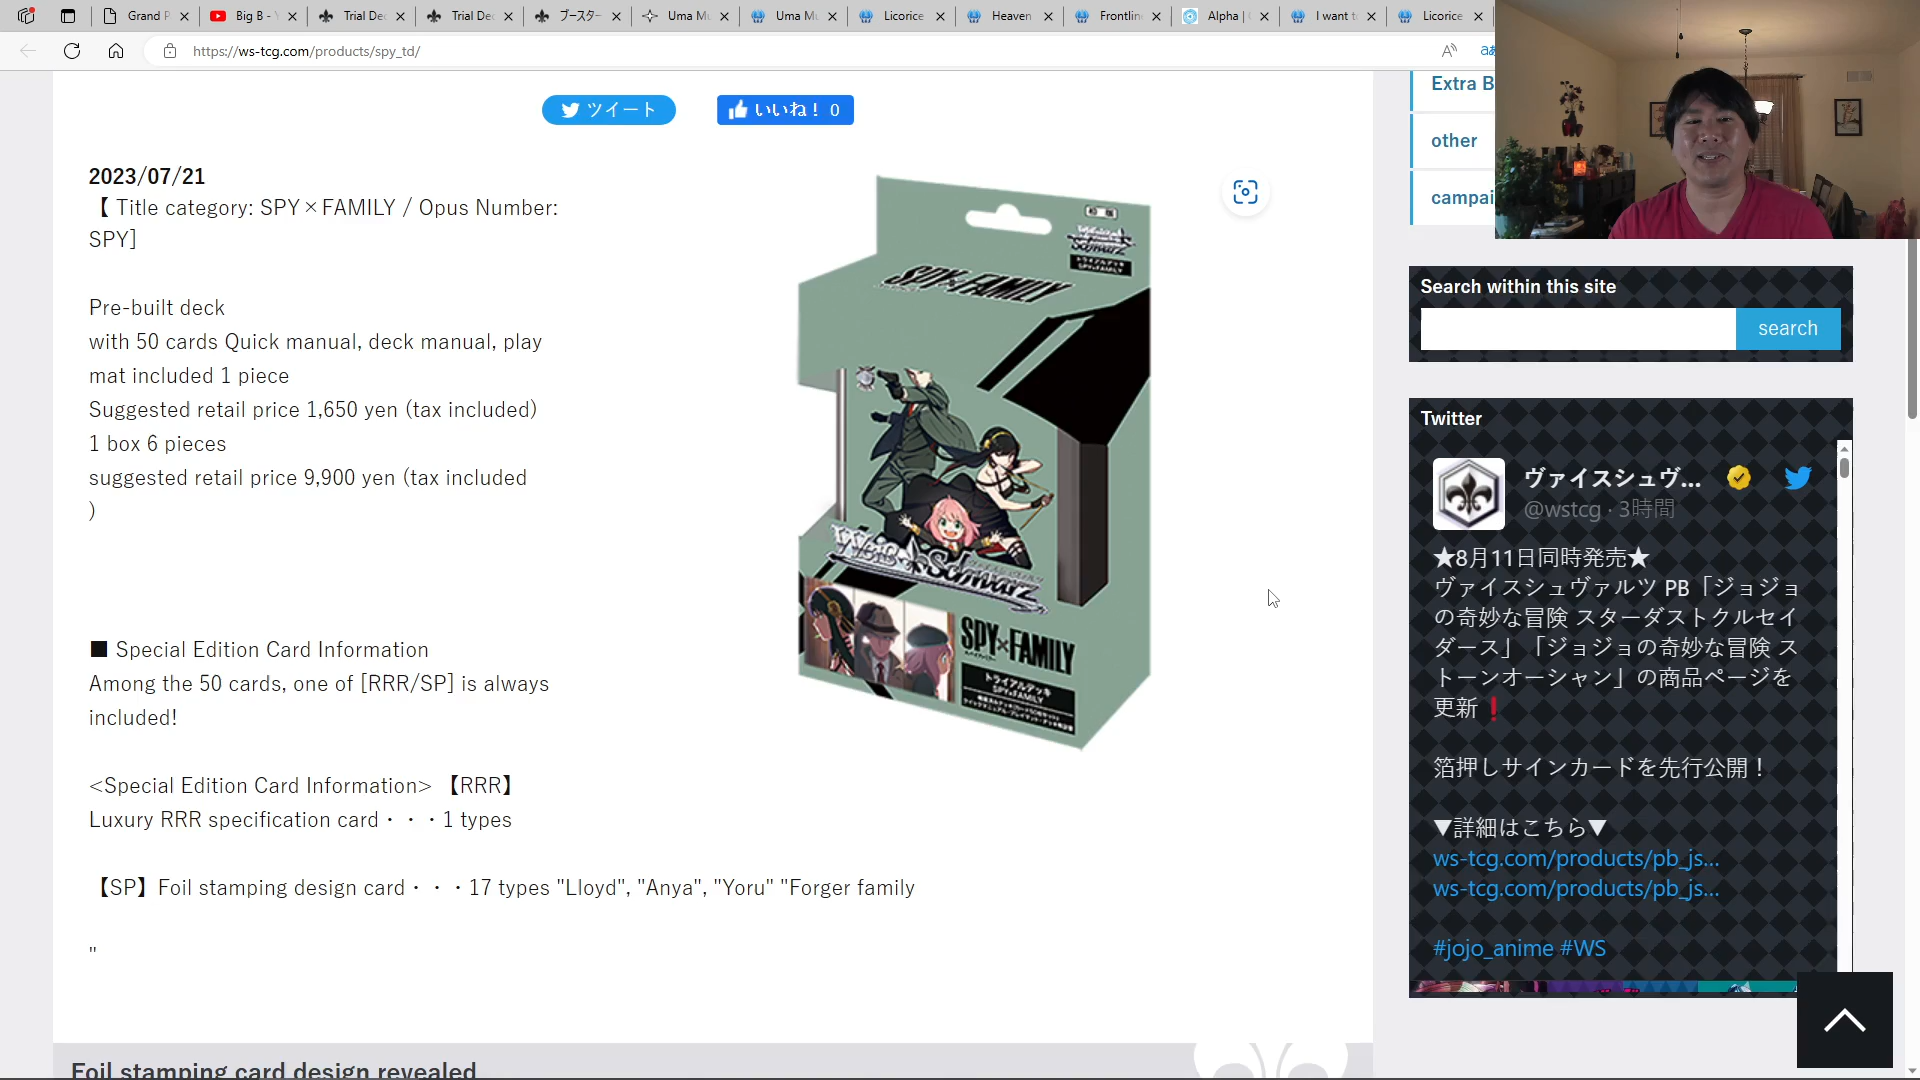 Grand P
Big B - Y
Trial De
Trial De
ブースター
Uma M
Uma M
Licorice
Heaven
Frontlin
Alpha |
I want t
Licorice
https://ws-tcg.com/products/spy_td/
ツイート
いいね！ 0
2023/07/21
【 Title category: SPY×FAMILY / Opus Number:
SPY]
Pre-built deck
with 50 cards Quick manual, deck manual, play
mat included 1 piece
Suggested retail price 1,650 yen (tax included)
1 box 6 pieces
suggested retail price 9,900 yen (tax included
)
■ Special Edition Card Information
Among the 50 cards, one of [RRR/SP] is always
included!
<Special Edition Card Information> 【RRR】
Luxury RRR specification card・・・1 types
【SP】Foil stamping design card・・・17 types "Lloyd", "Anya", "Yoru" "Forger family
"
Foil stamping card design revealed
SPY×FAMILY
Weiß Schwarz
SPY×FAMILY
トライアルデッキ
SPY×FAMILY
Extra B
other
campai
Search within this site
search
Twitter
ヴァイスシュヴ...
@wstcg · 3時間
★8月11日同時発売★
ヴァイスシュヴァルツ PB「ジョジョ
の奇妙な冒険 スターダストクルセイ
ダース」「ジョジョの奇妙な冒険 ス
トーンオーシャン」の商品ページを
更新❗
箔押しサインカードを先行公開！
▼詳細はこちら▼
ws-tcg.com/products/pb_js...
ws-tcg.com/products/pb_js...
#jojo_anime #WS